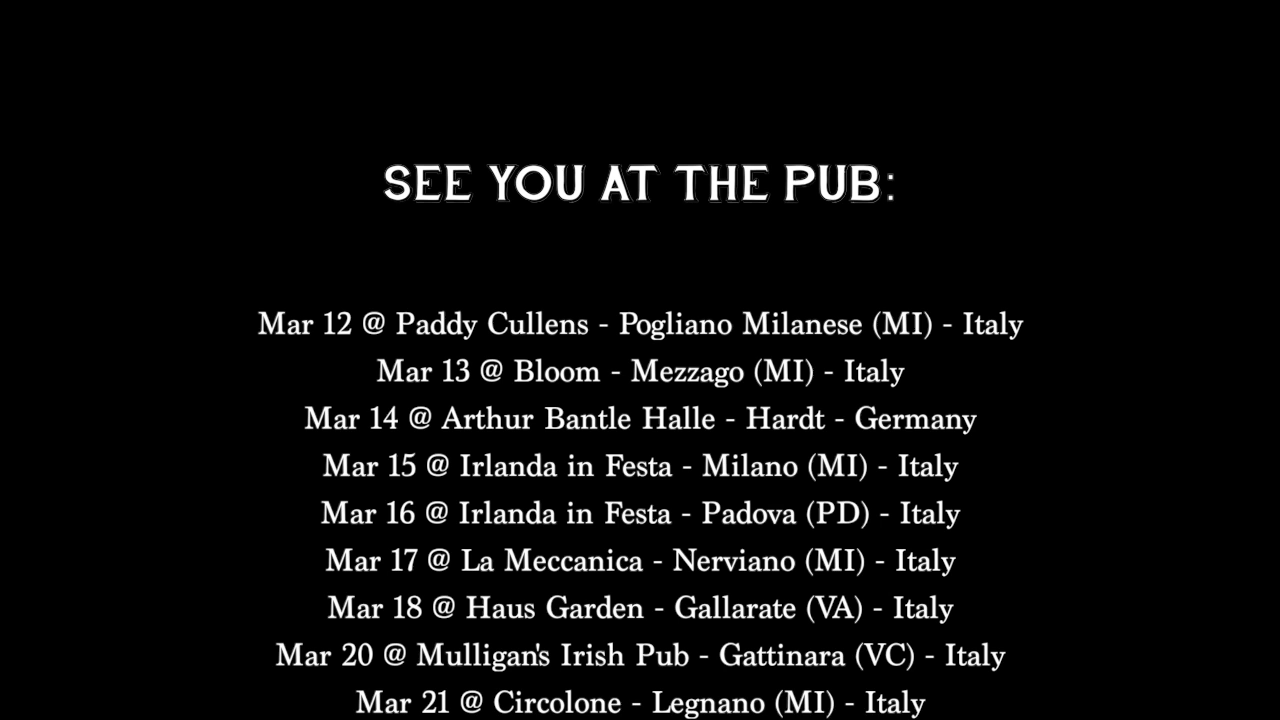 SEE YOU AT THE PUB:
Mar 12 @ Paddy Cullens - Pogliano Milanese (MI) - Italy
Mar 13 @ Bloom - Mezzago (MI) - Italy
Mar 14 @ Arthur Bantle Halle - Hardt - Germany
Mar 15 @ Irlanda in Festa - Milano (MI) - Italy
Mar 16 @ Irlanda in Festa - Padova (PD) - Italy
Mar 17 @ La Meccanica - Nerviano (MI) - Italy
Mar 18 @ Haus Garden - Gallarate (VA) - Italy
Mar 20 @ Mulligan's Irish Pub - Gattinara (VC) - Italy
Mar 21 @ Circolone - Legnano (MI) - Italy